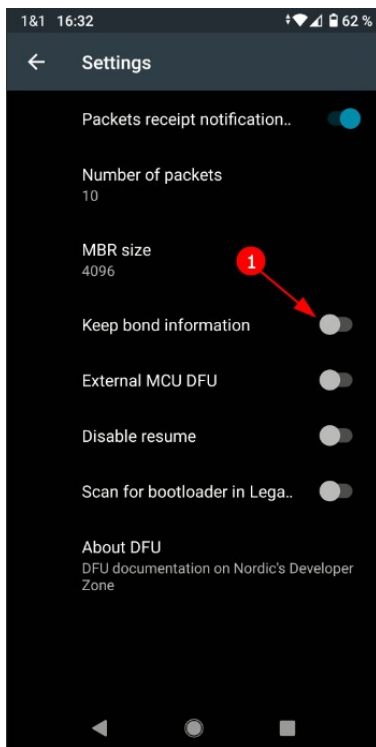 1&1 16:32 62 %
Settings
Packets receipt notification..
Number of packets
10
MBR size
4096
1
Keep bond information
External MCU DFU
Disable resume
Scan for bootloader in Lega..
About DFU
DFU documentation on Nordic's Developer
Zone